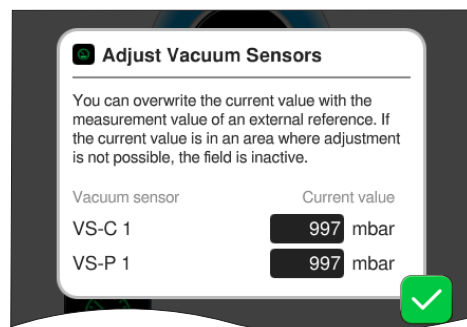 Adjust Vacuum Sensors
You can overwrite the current value with the
measurement value of an external reference. If
the current value is in an area where adjustment
is not possible, the field is inactive.
Vacuum sensor Current value
VS-C 1 997 mbar
VS-P 1 997 mbar